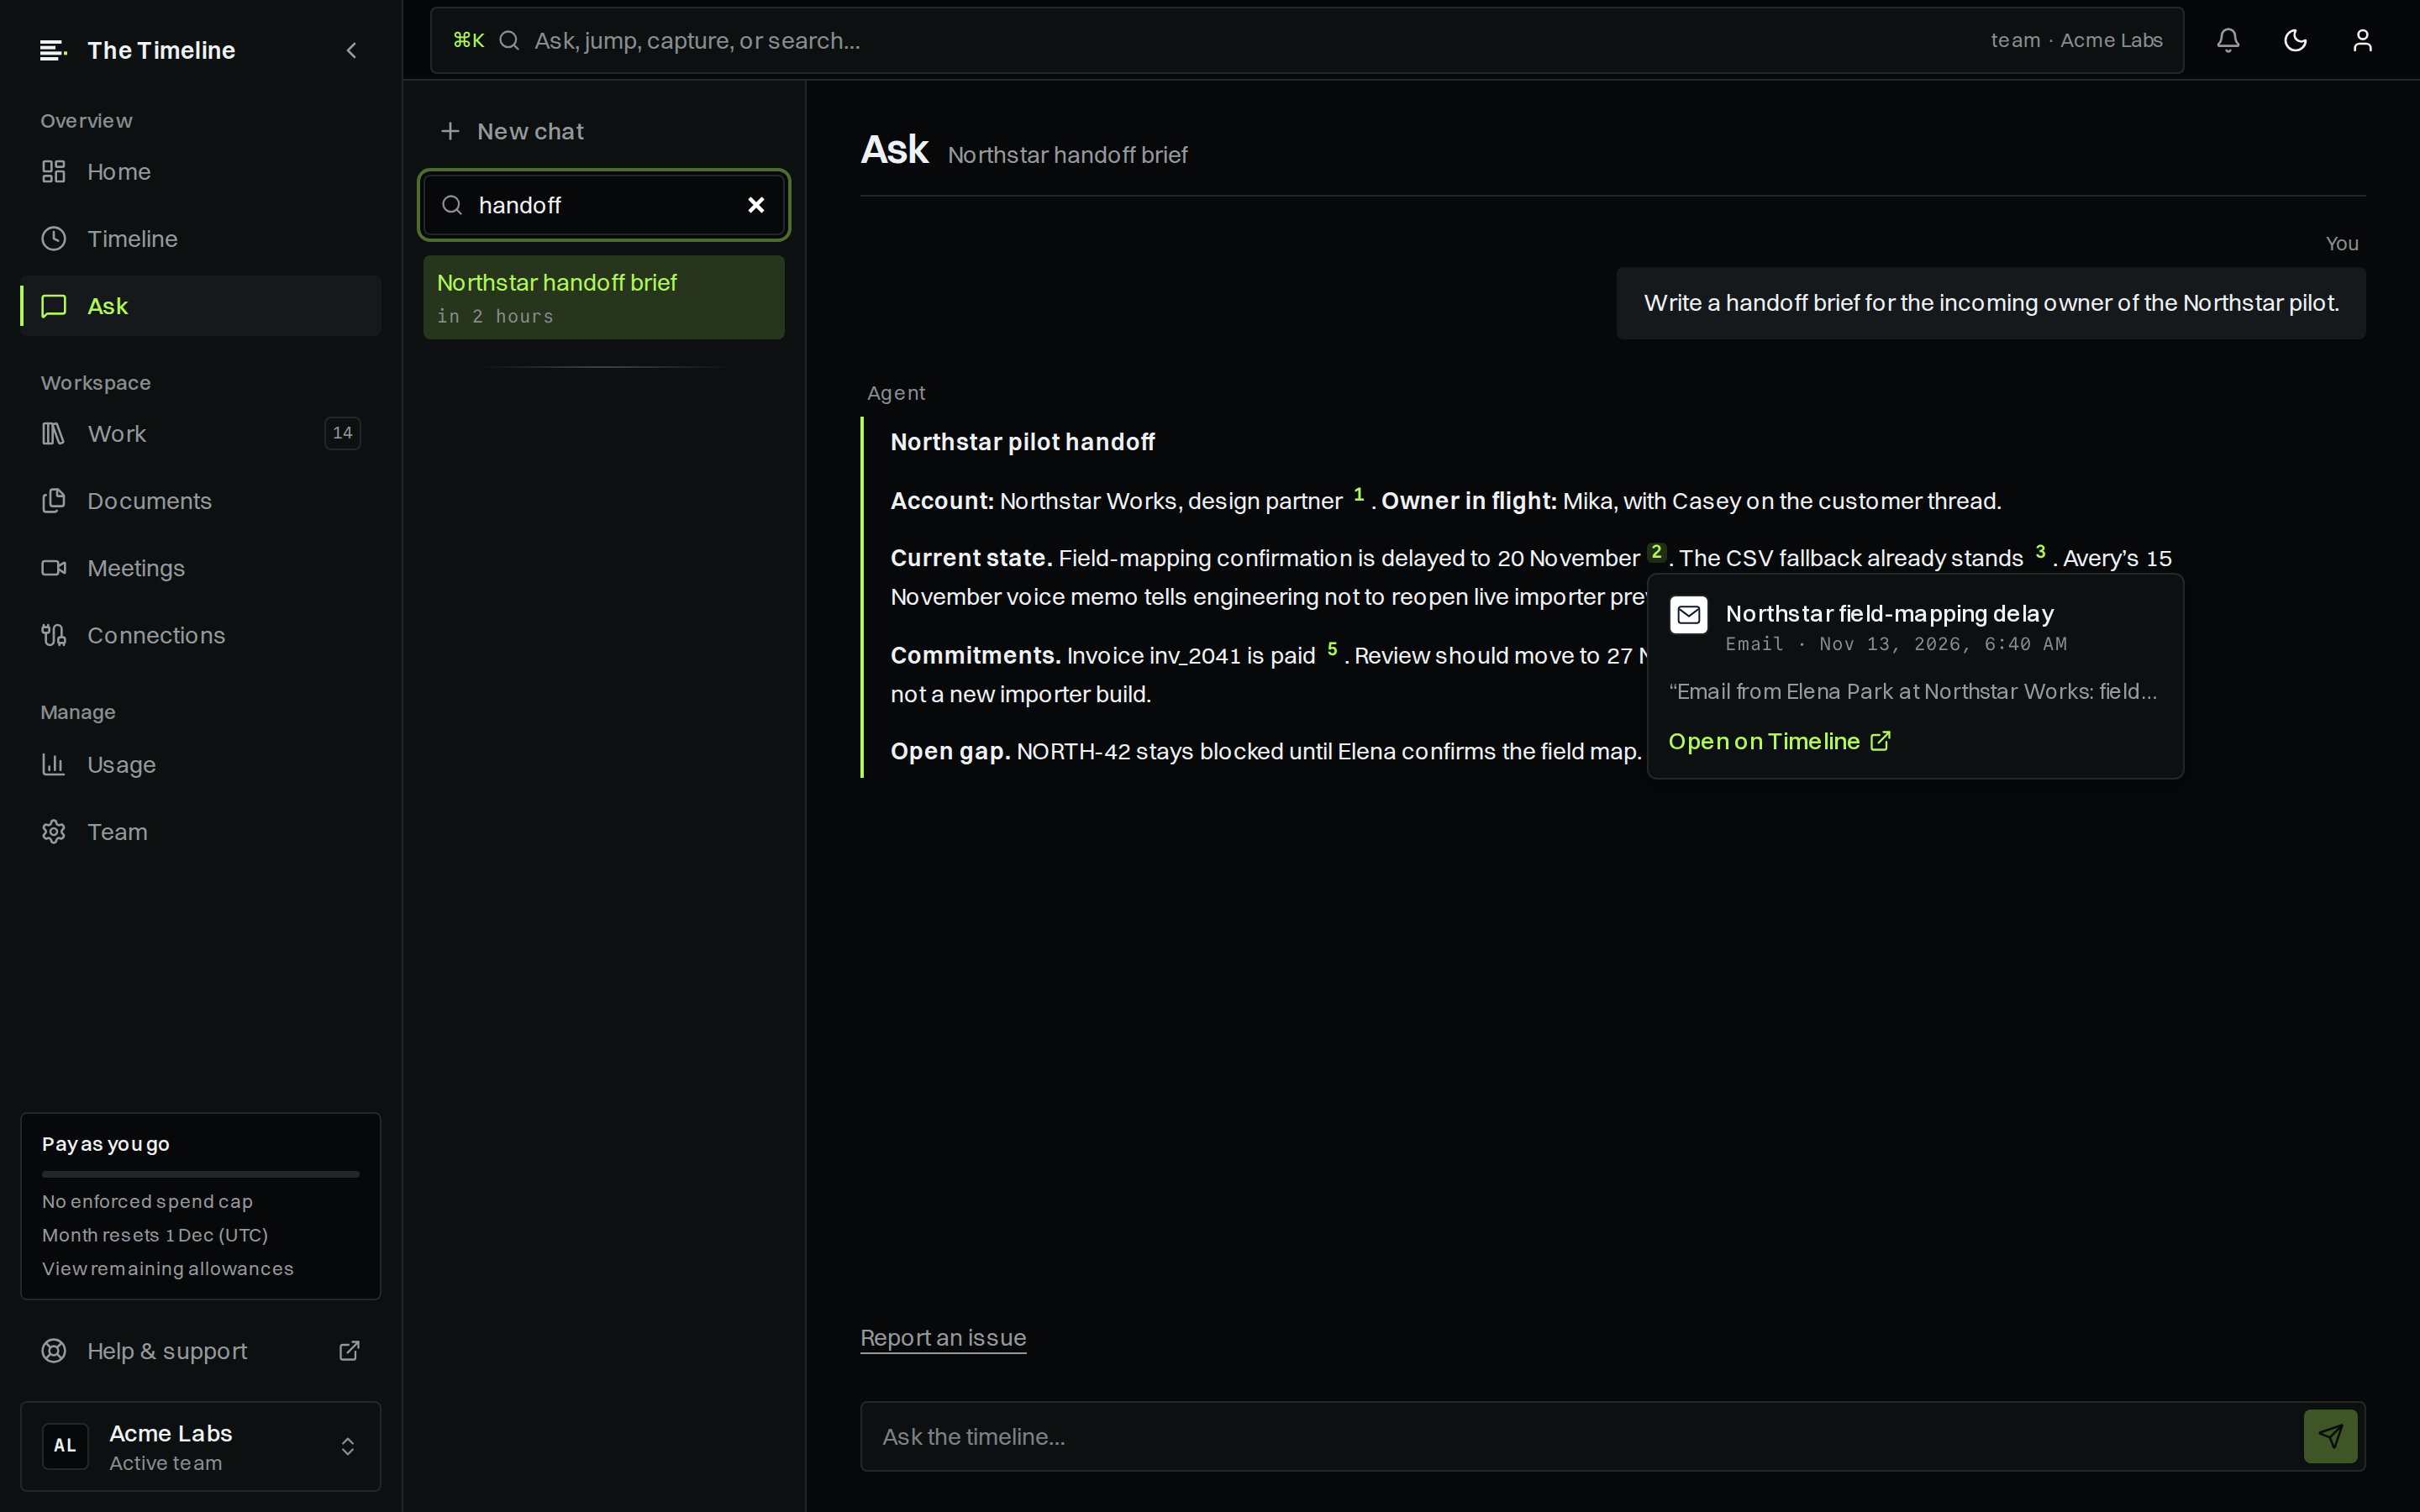 The Timeline
Overview
Home
Timeline
Ask
Workspace
Work 14
Documents
Meetings
Connections
Manage
Usage
Team
Pay as you go
No enforced spend cap
Month resets 1 Dec (UTC)
View remaining allowances
Help & support
AL
Acme Labs
Active team
⌘K Ask, jump, capture, or search... team · Acme Labs
New chat
handoff
Northstar handoff brief
in 2 hours
Ask Northstar handoff brief
You
Write a handoff brief for the incoming owner of the Northstar pilot.
Agent
Northstar pilot handoff
Account: Northstar Works, design partner 1 . Owner in flight: Mika, with Casey on the customer thread.
Current state. Field-mapping confirmation is delayed to 20 November 2 . The CSV fallback already stands 3 . Avery’s 15
November voice memo tells engineering not to reopen live importer
Commitments. Invoice inv_2041 is paid 5 . Review should move to 27
not a new importer build.
Open gap. NORTH-42 stays blocked until Elena confirms the field map.
Northstar field-mapping delay
Email · Nov 13, 2026, 6:40 AM
“Email from Elena Park at Northstar Works: field...
Open on Timeline
Report an issue
Ask the timeline...